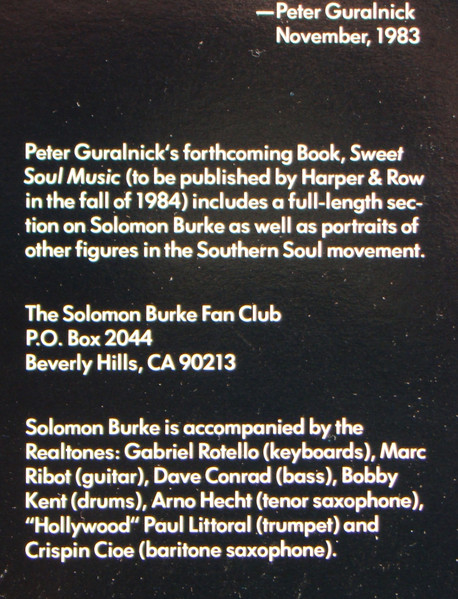 —Peter Guralnick
November, 1983
Peter Guralnick's forthcoming Book, Sweet
Soul Music (to be published by Harper & Row
in the fall of 1984) includes a full-length sec-
tion on Solomon Burke as well as portraits of
other figures in the Southern Soul movement.
The Solomon Burke Fan Club
P.O. Box 2044
Beverly Hills, CA 90213
Solomon Burke is accompanied by the
Realtones: Gabriel Rotello (keyboards), Marc
Ribot (guitar), Dave Conrad (bass), Bobby
Kent (drums), Arno Hecht (tenor saxophone),
"Hollywood" Paul Littoral (trumpet) and
Crispin Cioe (baritone saxophone).